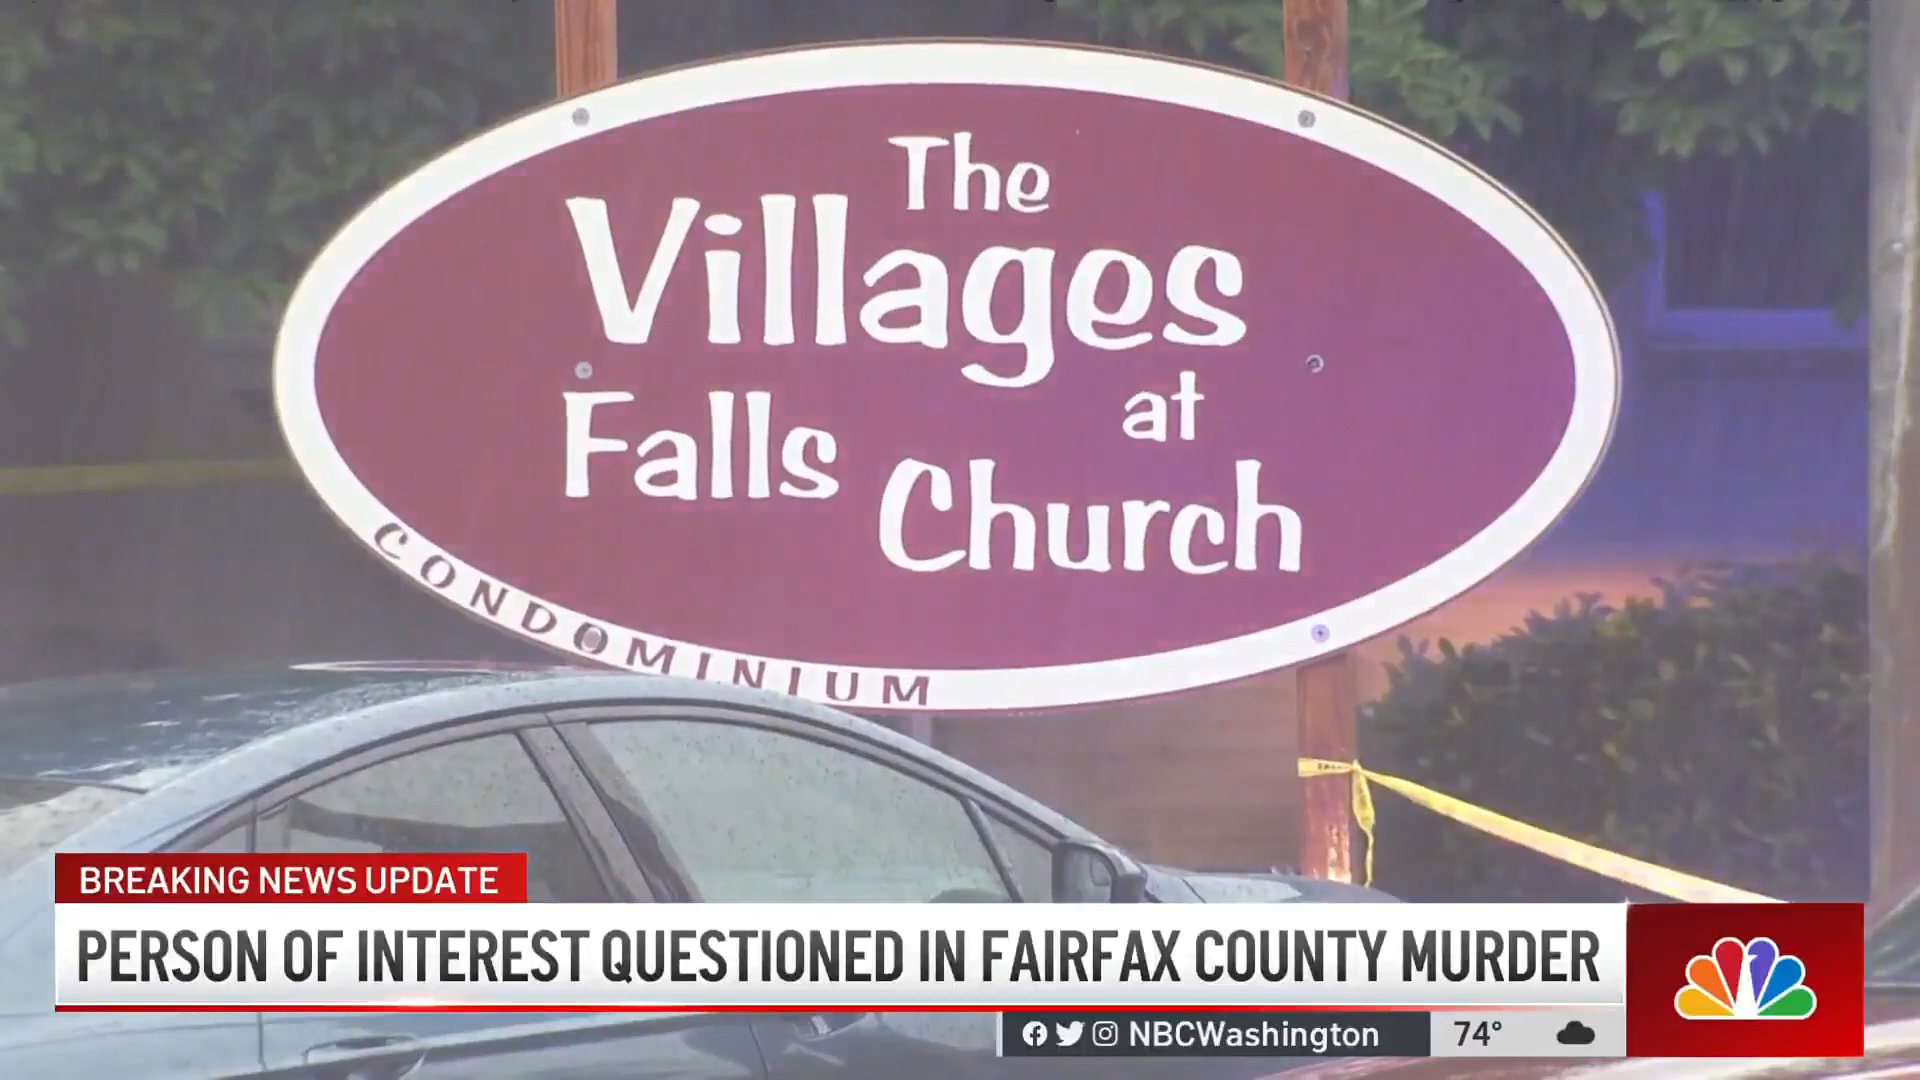 The
Villages
at
Falls
Church
CONDOMINIUM
BREAKING NEWS UPDATE
PERSON OF INTEREST QUESTIONED IN FAIRFAX COUNTY MURDER
NBCWashington 74°